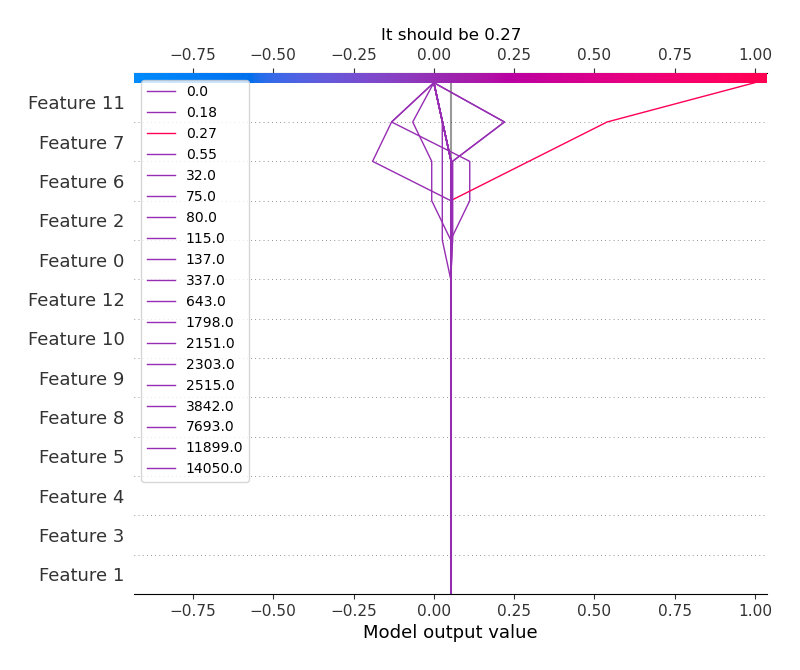 It should be 0.27
−0.75 −0.50 −0.25 0.00 0.25 0.50 0.75 1.00
Feature 11
Feature 7
Feature 6
Feature 2
Feature 0
Feature 12
Feature 10
Feature 9
Feature 8
Feature 5
Feature 4
Feature 3
Feature 1
0.0
0.18
0.27
0.55
32.0
75.0
80.0
115.0
137.0
337.0
643.0
1798.0
2151.0
2303.0
2515.0
3842.0
7693.0
11899.0
14050.0
−0.75 −0.50 −0.25 0.00 0.25 0.50 0.75 1.00
Model output value